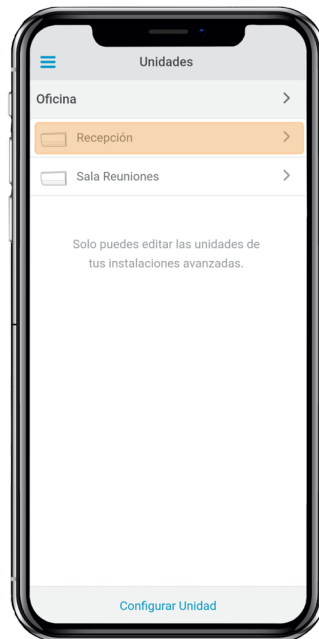 Unidades
Oficina
Recepción
Sala Reuniones
Solo puedes editar las unidades de
tus instalaciones avanzadas.
Configurar Unidad